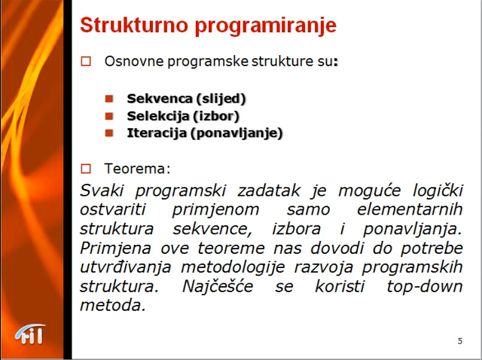 Strukturno programiranje
Osnovne programske strukture su:
Sekvenca (slijed)
Selekcija (izbor)
Iteracija (ponavljanje)
Teorema:
Svaki programski zadatak je moguće logički
ostvariti primjenom samo elementarnih
struktura sekvence, izbora i ponavljanja.
Primjena ove teoreme nas dovodi do potrebe
utvrđivanja metodologije razvoja programskih
struktura. Najčešće se koristi top-down
metoda.
5